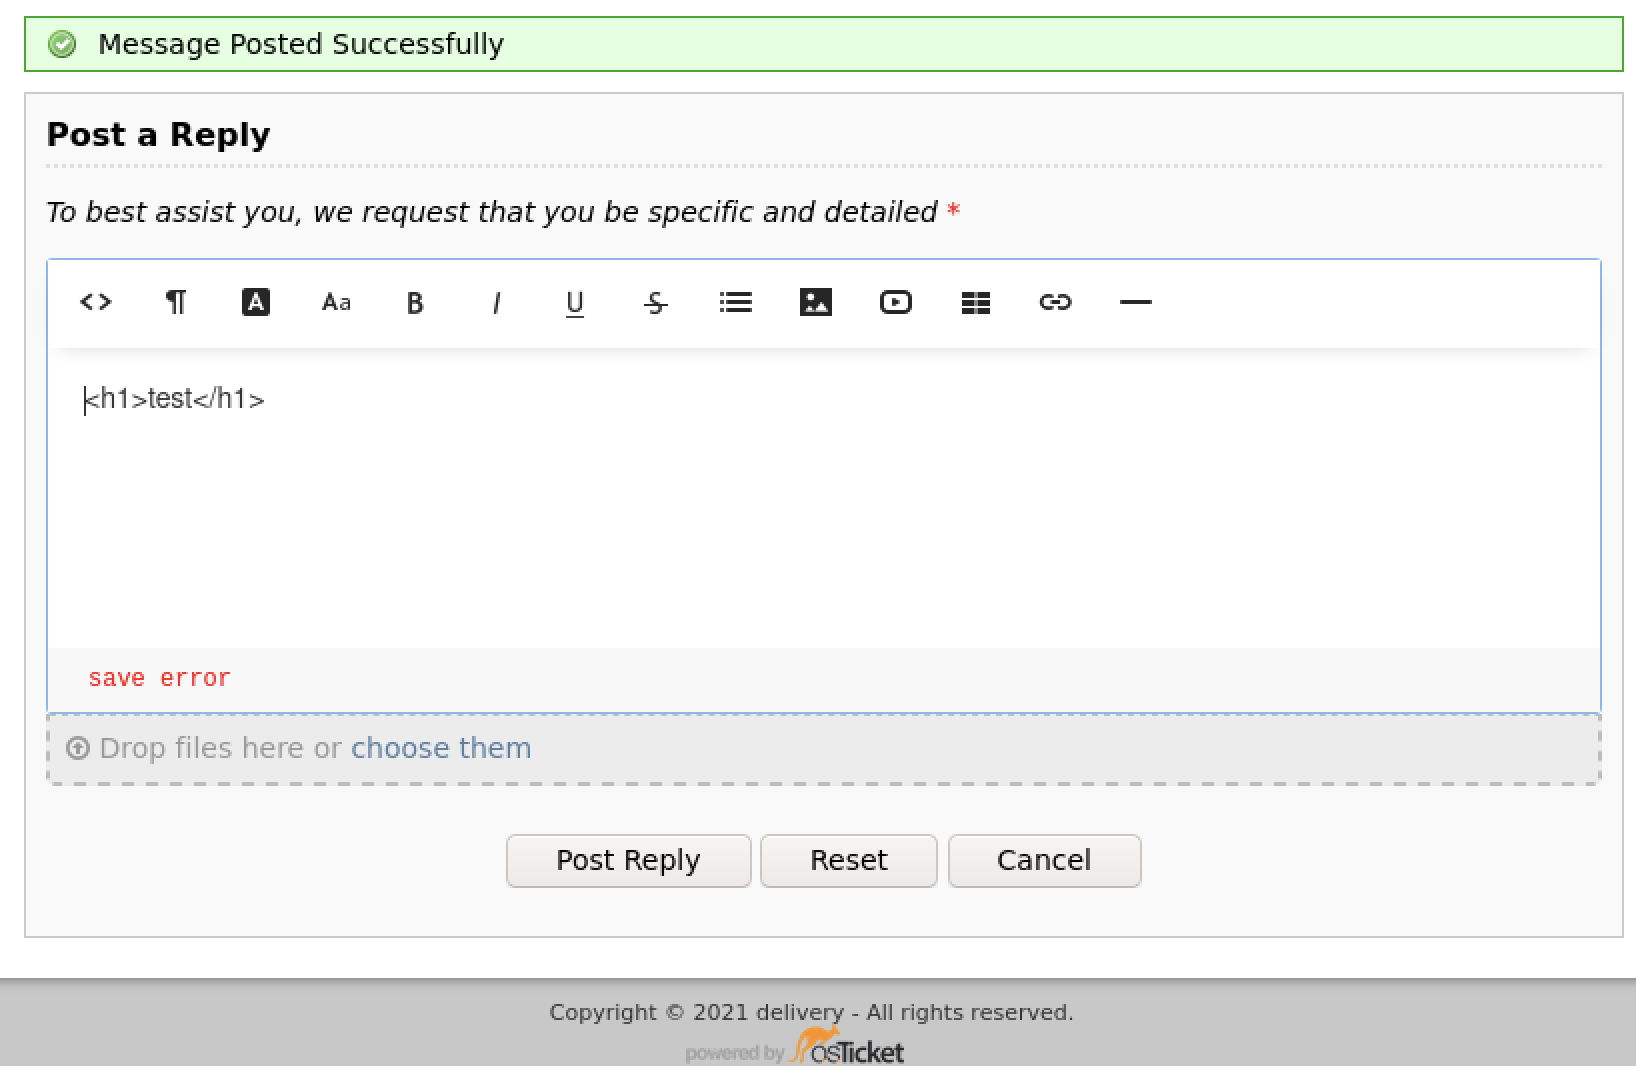 Message Posted Successfully
Post a Reply
To best assist you, we request that you be specific and detailed *
<> ¶ A Aa B I U S
<h1>test</h1>
save error
Drop files here or choose them
Post Reply Reset Cancel
Copyright © 2021 delivery - All rights reserved.
powered by osTicket